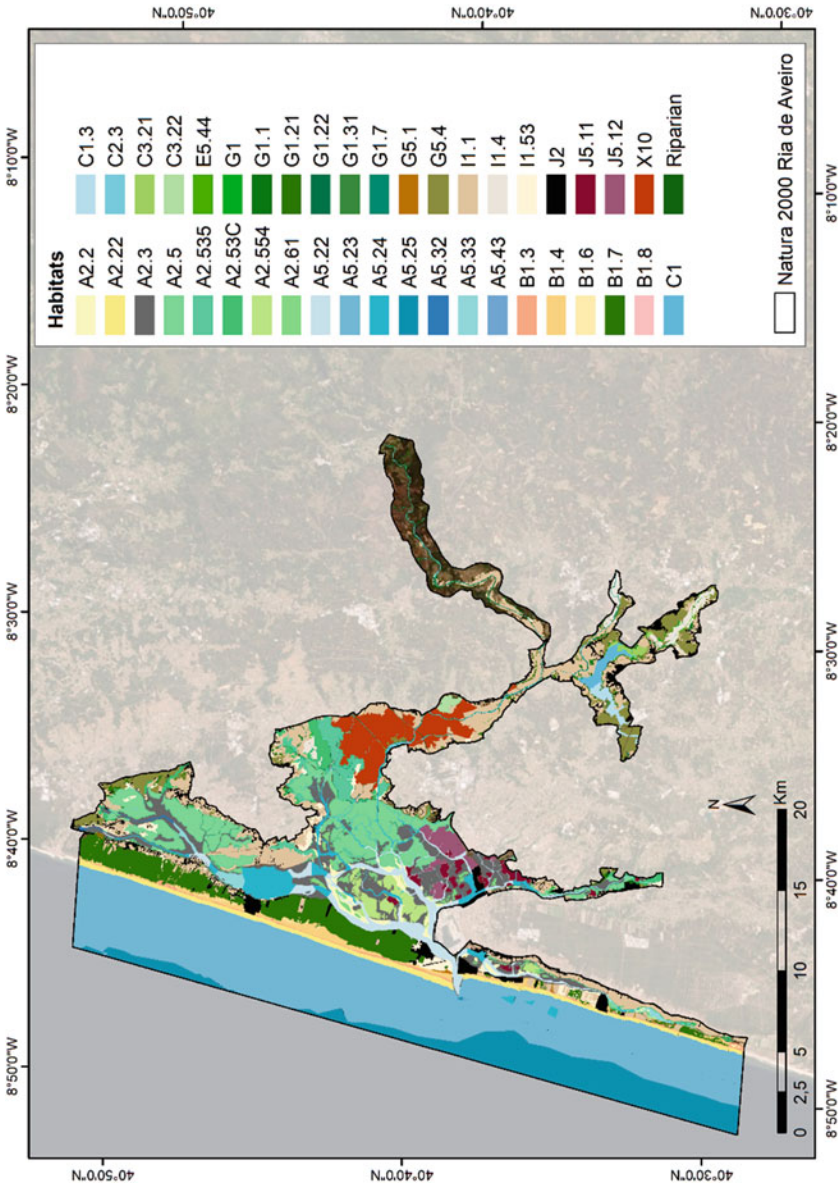 8°50'0"W
8°40'0"W
8°30'0"W
8°20'0"W
8°10'0"W
40°50'0"N
40°40'0"N
40°30'0"N
Habitats
A2.2
A2.22
A2.3
A2.5
A2.535
A2.53C
A2.554
A2.61
A5.22
A5.23
A5.24
A5.25
A5.32
A5.33
A5.43
B1.3
B1.4
B1.6
B1.7
B1.8
C1
C1.3
C2.3
C3.21
C3.22
E5.44
G1
G1.1
G1.21
G1.22
G1.31
G1.7
G5.1
G5.4
I1.1
I1.4
I1.53
J2
J5.11
J5.12
X10
Riparian
Natura 2000 Ria de Aveiro
40°50'0"N
40°40'0"N
40°30'0"N
N
0 2,5 5 10 15 20
Km
8°50'0"W
8°40'0"W
8°30'0"W
8°20'0"W
8°10'0"W